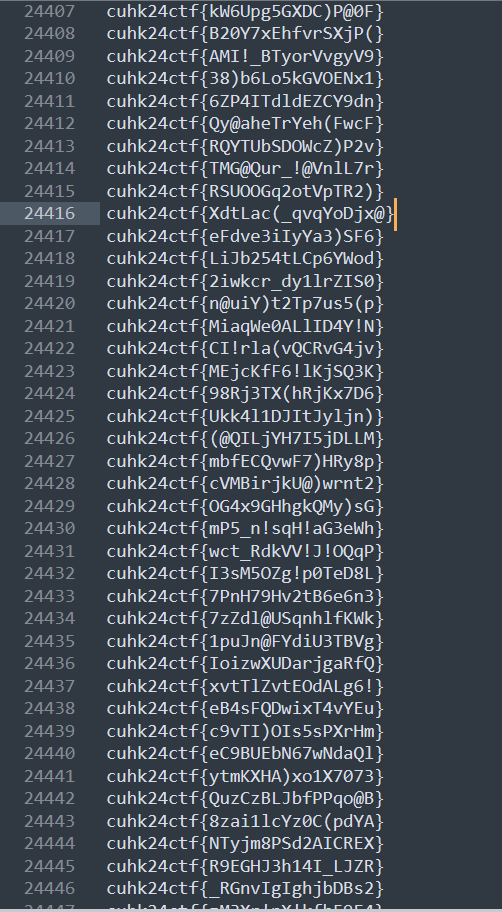 24407 cuhk24ctf{kW6Upg5GXDC)P@0F}
24408 cuhk24ctf{B20Y7xEhfvrSXjP(}
24409 cuhk24ctf{AMI!_BTyorVvgyV9}
24410 cuhk24ctf{38)b6Lo5kGVOENx1}
24411 cuhk24ctf{6ZP4ITdldEZCY9dn}
24412 cuhk24ctf{Qy@aheTrYeh(FwcF}
24413 cuhk24ctf{RQYTUbSDOWcZ)P2v}
24414 cuhk24ctf{TMG@Qur_!@VnlL7r}
24415 cuhk24ctf{RSUOOGq2otVpTR2)}
24416 cuhk24ctf{XdtLac(_qvqYoDjx@}
24417 cuhk24ctf{eFdve3iIyYa3)SF6}
24418 cuhk24ctf{LiJb254tLCp6YWod}
24419 cuhk24ctf{2iwkcr_dy1lrZIS0}
24420 cuhk24ctf{n@uiY)t2Tp7us5(p}
24421 cuhk24ctf{MiaqWe0ALlID4Y!N}
24422 cuhk24ctf{CI!rla(vQCRvG4jv}
24423 cuhk24ctf{MEjcKfF6!lKjSQ3K}
24424 cuhk24ctf{98Rj3TX(hRjKx7D6}
24425 cuhk24ctf{Ukk4l1DJItJyljn)}
24426 cuhk24ctf{(@QILjYH7I5jDLLM}
24427 cuhk24ctf{mbfECQvwF7)HRy8p}
24428 cuhk24ctf{cVMBirjkU@)wrnt2}
24429 cuhk24ctf{OG4x9GHhgkQMy)sG}
24430 cuhk24ctf{mP5_n!sqH!aG3eWh}
24431 cuhk24ctf{wct_RdkVV!J!OQqP}
24432 cuhk24ctf{I3sM5OZg!p0TeD8L}
24433 cuhk24ctf{7PnH79Hv2tB6e6n3}
24434 cuhk24ctf{7zZdl@USqnhlfKWk}
24435 cuhk24ctf{1puJn@FYdiU3TBVg}
24436 cuhk24ctf{IoizwXUDarjgaRfQ}
24437 cuhk24ctf{xvtTlZvtEOdALg6!}
24438 cuhk24ctf{eB4sFQDwixT4vYEu}
24439 cuhk24ctf{c9vTI)OIs5sPXrHm}
24440 cuhk24ctf{eC9BUEbN67wNdaQl}
24441 cuhk24ctf{ytmKXHA)xo1X7073}
24442 cuhk24ctf{QuzCzBLJbfPPqo@B}
24443 cuhk24ctf{8zai1lcYz0C(pdYA}
24444 cuhk24ctf{NTyjm8PSd2AICREX}
24445 cuhk24ctf{R9EGHJ3h14I_LJZR}
24446 cuhk24ctf{_RGnvIgIghjbDBs2}